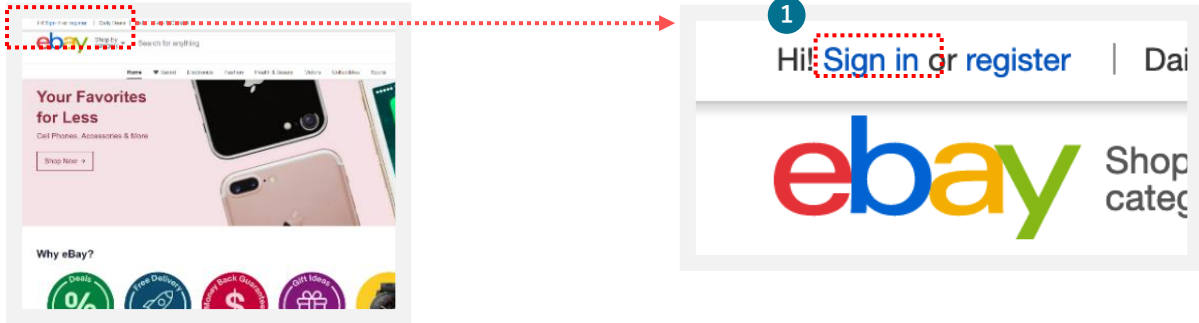 Hi! Sign in or register | Daily Deals
ebay Shop by category Search for anything
Home Saved Electronics Fashion Health & Beauty Motors Collectibles Sports
Your Favorites
for Less
Cell Phones, Accessories & More
Shop Now →
Why eBay?
Deals Free Delivery Money Back Guarantee Gift Ideas
%
$
1
Hi! Sign in or register | Dai
ebay Shop
categ